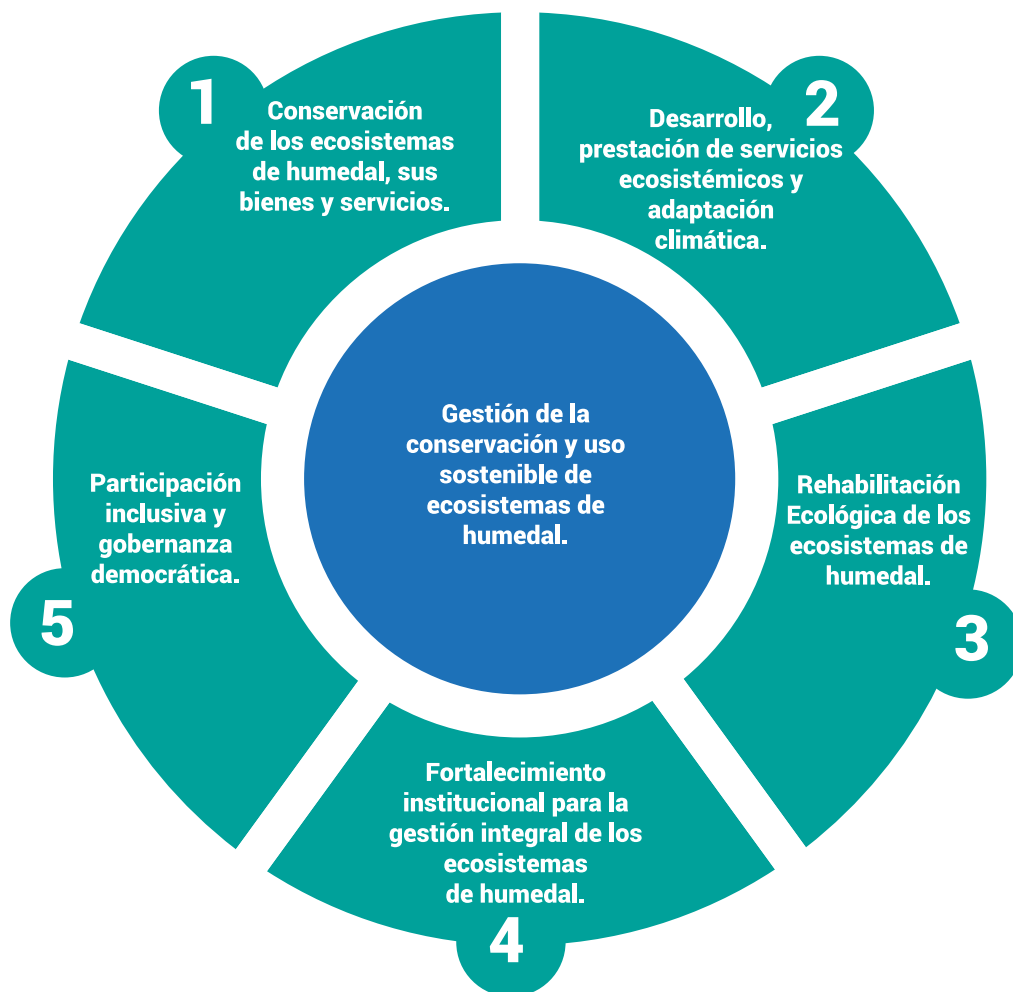 1
Conservación
de los ecosistemas
de humedal, sus
bienes y servicios.
2
Desarrollo,
prestación de servicios
ecosistémicos y
adaptación
climática.
Gestión de la
conservación y uso
sostenible de
ecosistemas de
humedal.
Rehabilitación
Ecológica de los
ecosistemas de
humedal.
3
Fortalecimiento
institucional para la
gestión integral de los
ecosistemas
de humedal.
4
Participación
inclusiva y
gobernanza
democrática.
5